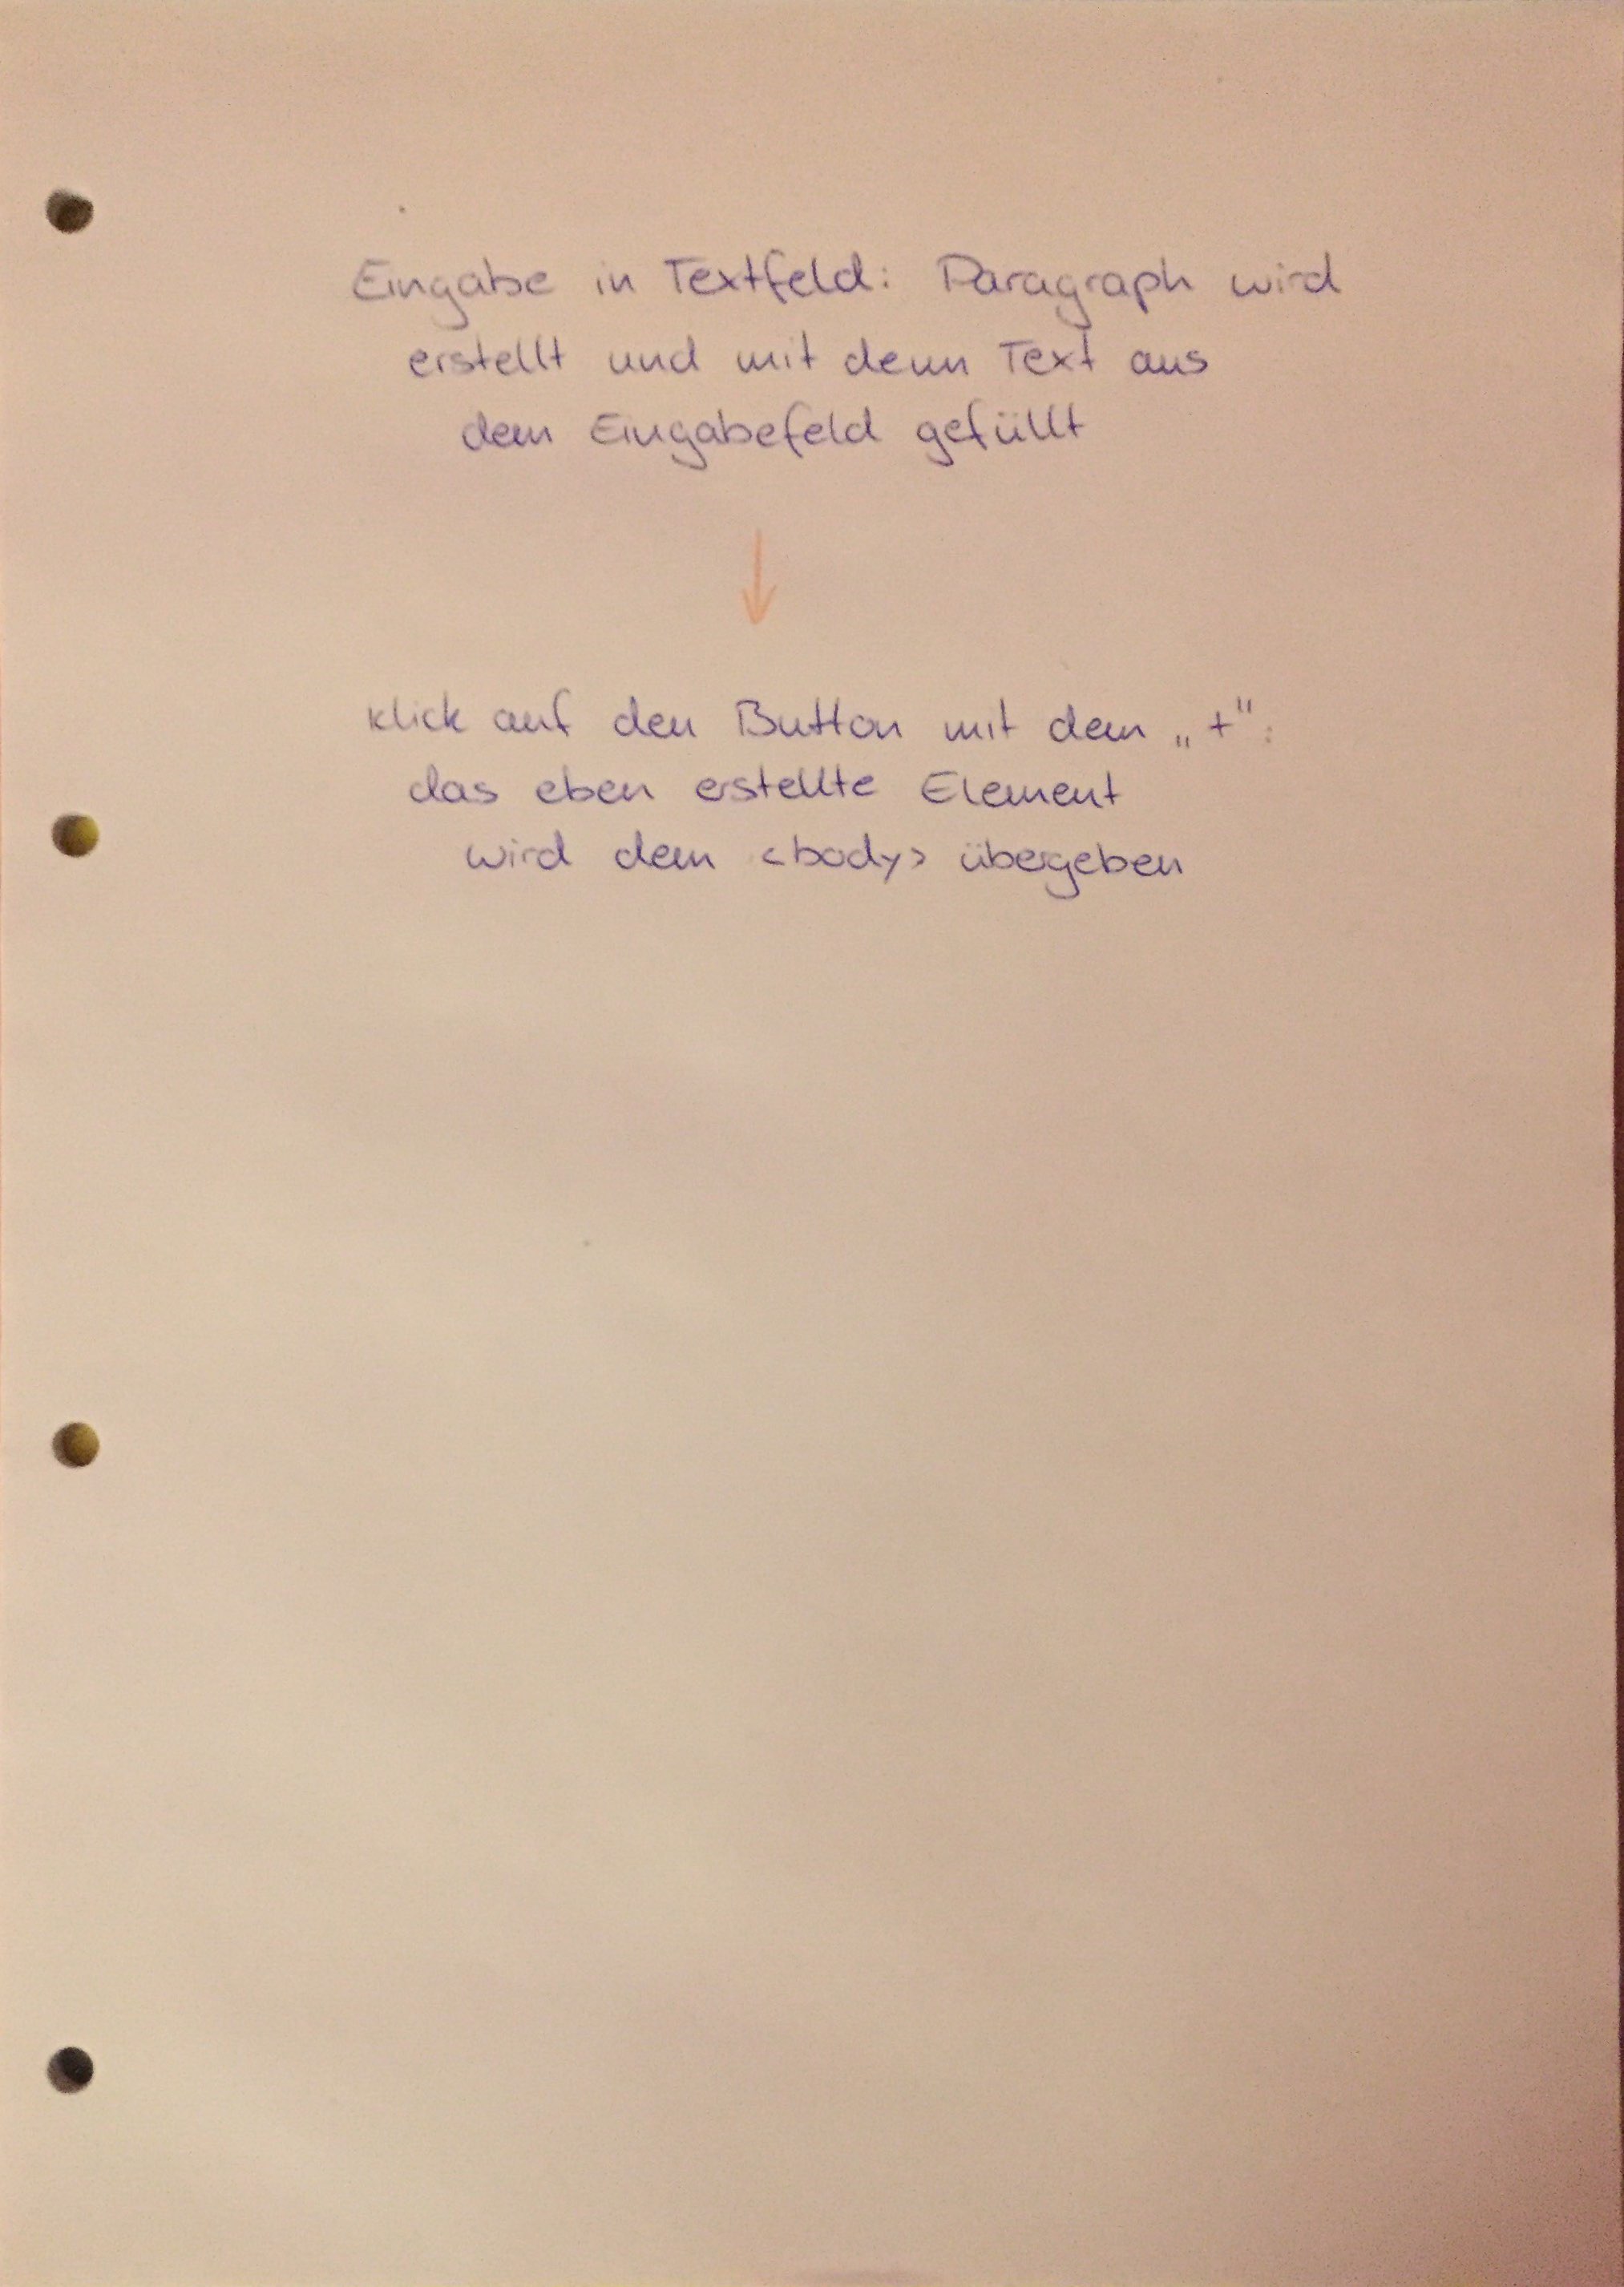 Eingabe in Textfeld: Paragraph wird
erstellt und mit dem Text aus
dem Eingabefeld gefüllt
klick auf den Button mit dem „+":
das eben erstellte Element
wird dem <body> übergeben